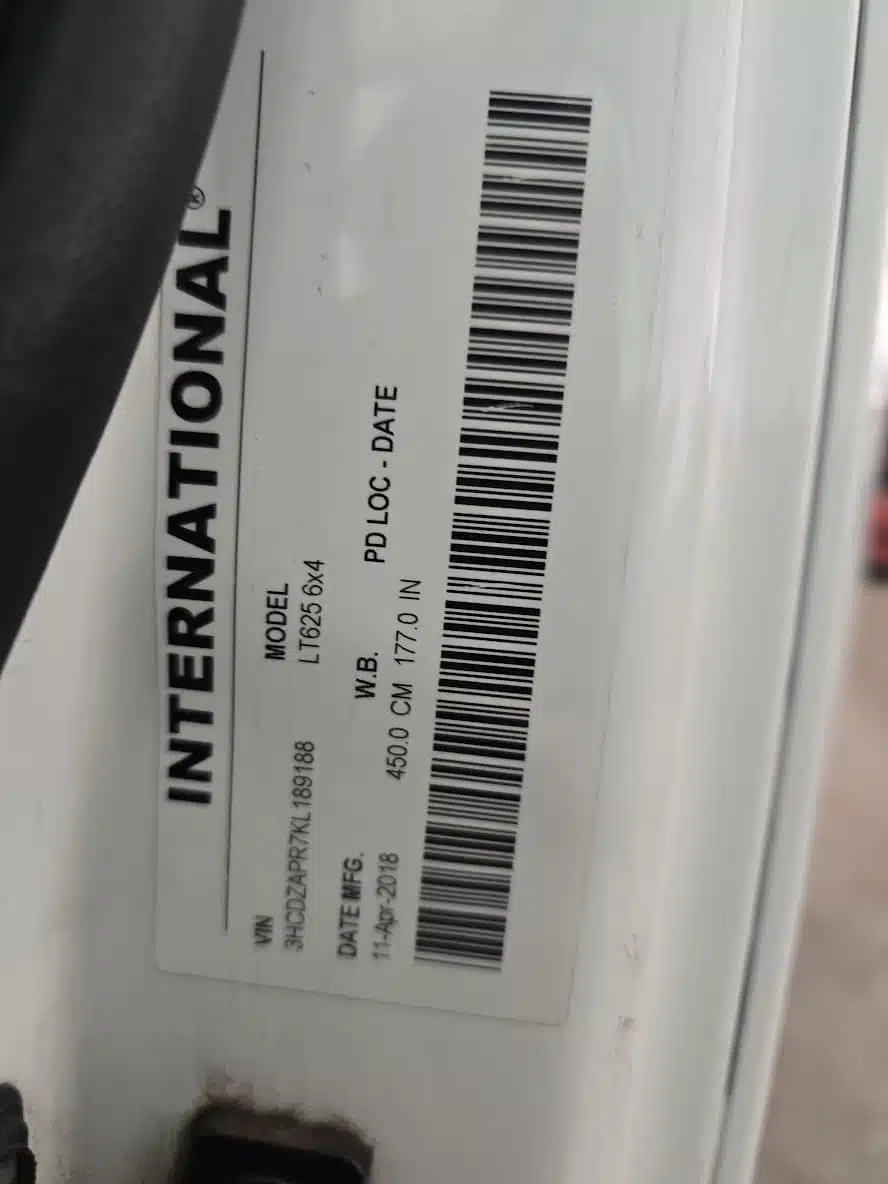 INTERNATIONAL®
VIN MODEL
3HCDZAPR7KL189188 LT625 6x4
DATE MFG. W.B. PD LOC - DATE
11-Apr-2018 450.0 CM 177.0 IN